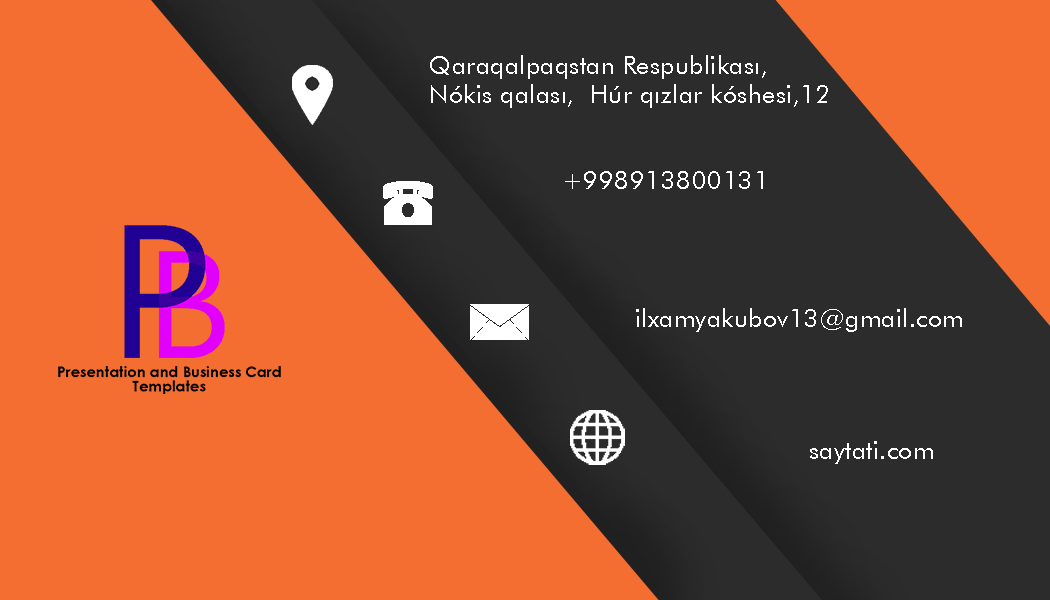 Qaraqalpaqstan Respublikası,
Nókis qalası, Húr qızlar kóshesi,12
+998913800131
ilxamyakubov13@gmail.com
saytati.com
PB
Presentation and Business Card
Templates